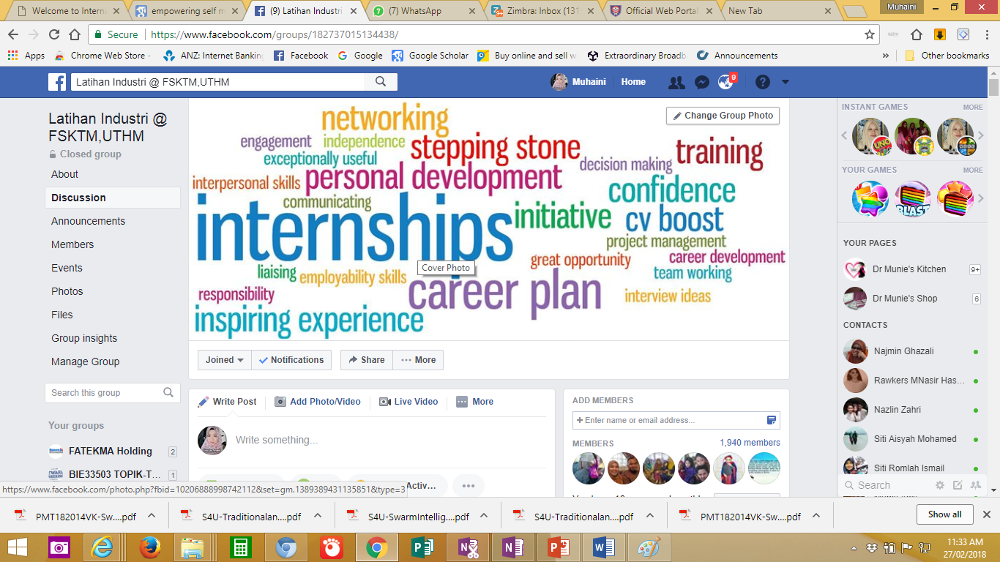 Welcome to Interna
empowering self m
(9) Latihan Industri
(7) WhatsApp
Zimbra: Inbox (131
Official Web Portal
New Tab
Muhaini
Secure
https://www.facebook.com/groups/182737015134438/
Apps
Chrome Web Store -
ANZ: Internet Banking
Facebook
Google
Google Scholar
Buy online and sell w
Extraordinary Broadb
Announcements
Other bookmarks
Latihan Industri @ FSKTM,UTHM
Muhaini
Home
9
Latihan Industri @
FSKTM,UTHM
Closed group
About
Discussion
Announcements
Members
Events
Photos
Files
Group insights
Manage Group
Search this group
Your groups
FATEKMA Holding
2
BIE33503 TOPIK-T...
1
Change Group Photo
networking
engagement
independence
stepping stone
training
exceptionally useful
decision making
interpersonal skills
personal development
confidence
communicating
internships
initiative
cv boost
project management
great opportunity
career development
liaising
employability skills
team working
career plan
responsibility
interview ideas
inspiring experience
Cover Photo
Joined
Notifications
Share
More
Write Post
Add Photo/Video
Live Video
More
Write something...
Activ...
ADD MEMBERS
+ Enter name or email address...
MEMBERS
1,940 members
INSTANT GAMES
MORE
YOUR GAMES
MORE
BLAST
YOUR PAGES
Dr Munie's Kitchen
9+
Dr Munie's Shop
6
CONTACTS
Najmin Ghazali
Rawkers MNasir Has...
Nazlin Zahri
Siti Aisyah Mohamed
Siti Romlah Ismail
Search
https://www.facebook.com/photo.php?fbid=10206888998742112&set=gm.1389389431135851&type=3
PMT182014VK-Sw....pdf
S4U-Traditionalan....pdf
S4U-SwarmIntellig....pdf
S4U-Traditionalan....pdf
PMT182014VK-Sw....pdf
Show all
11:33 AM
27/02/2018